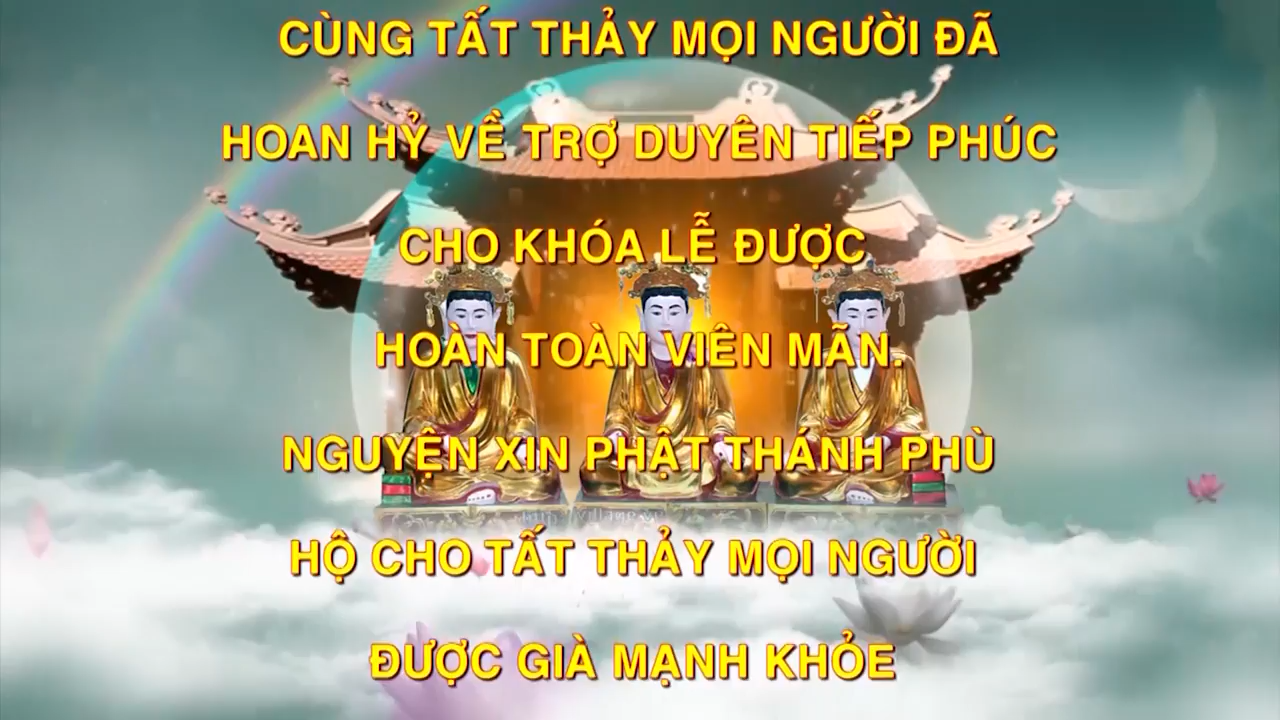 CÙNG TẤT THẢY MỌI NGƯỜI ĐÃ
HOAN HỶ VỀ TRỢ DUYÊN TIẾP PHÚC
CHO KHÓA LỄ ĐƯỢC
HOÀN TOÀN VIÊN MÃN.
NGUYỆN XIN PHẬT THÁNH PHÙ
HỘ CHO TẤT THẢY MỌI NGƯỜI
ĐƯỢC GIÀ MẠNH KHỎE